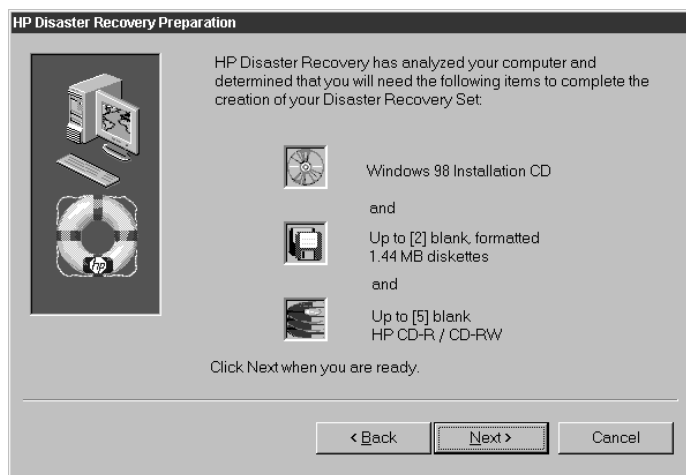 HP Disaster Recovery Preparation
HP Disaster Recovery has analyzed your computer and
determined that you will need the following items to complete the
creation of your Disaster Recovery Set:
Windows 98 Installation CD
and
Up to [2] blank, formatted
1.44 MB diskettes
and
Up to [5] blank
HP CD-R / CD-RW
hp
Click Next when you are ready.
< Back
Next >
Cancel